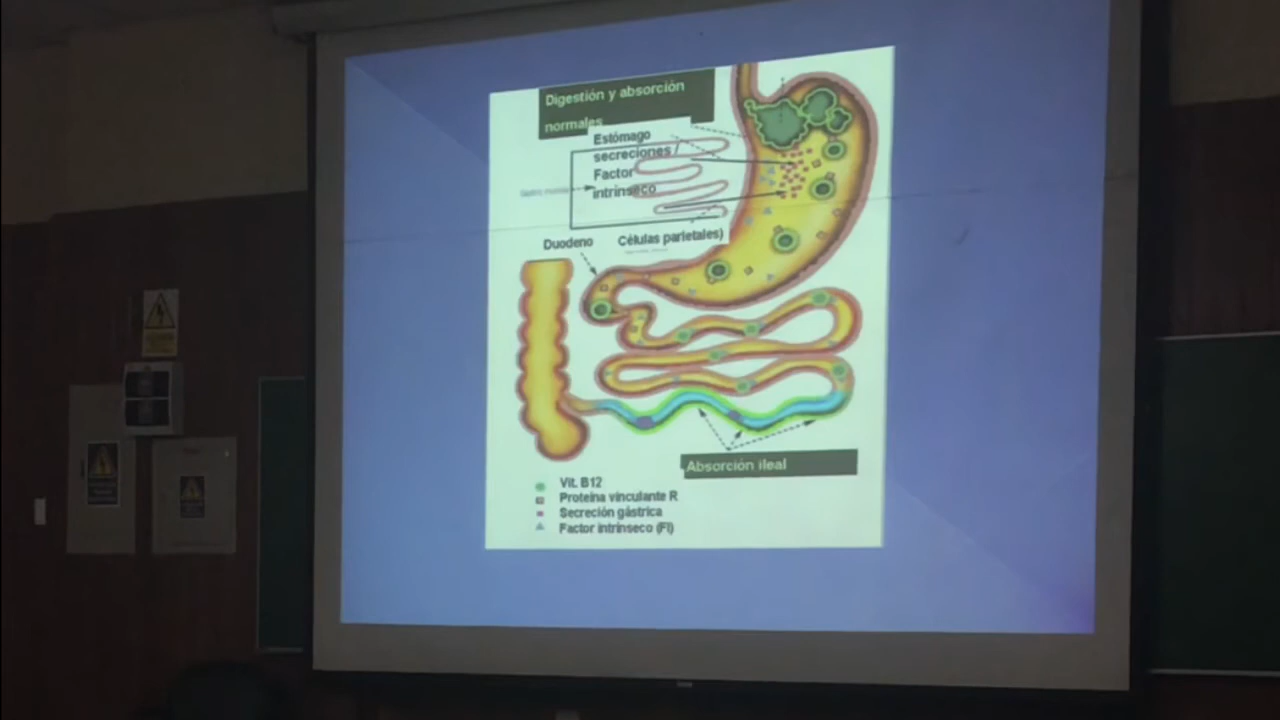 Digestión y absorción
normales
Estómago
secreciones /
Factor
intrínseco
Duodeno
Células parietales)
Absorción ileal
Vit. B12
Proteína vinculante R
Secreción gástrica
Factor intrínseco (FI)